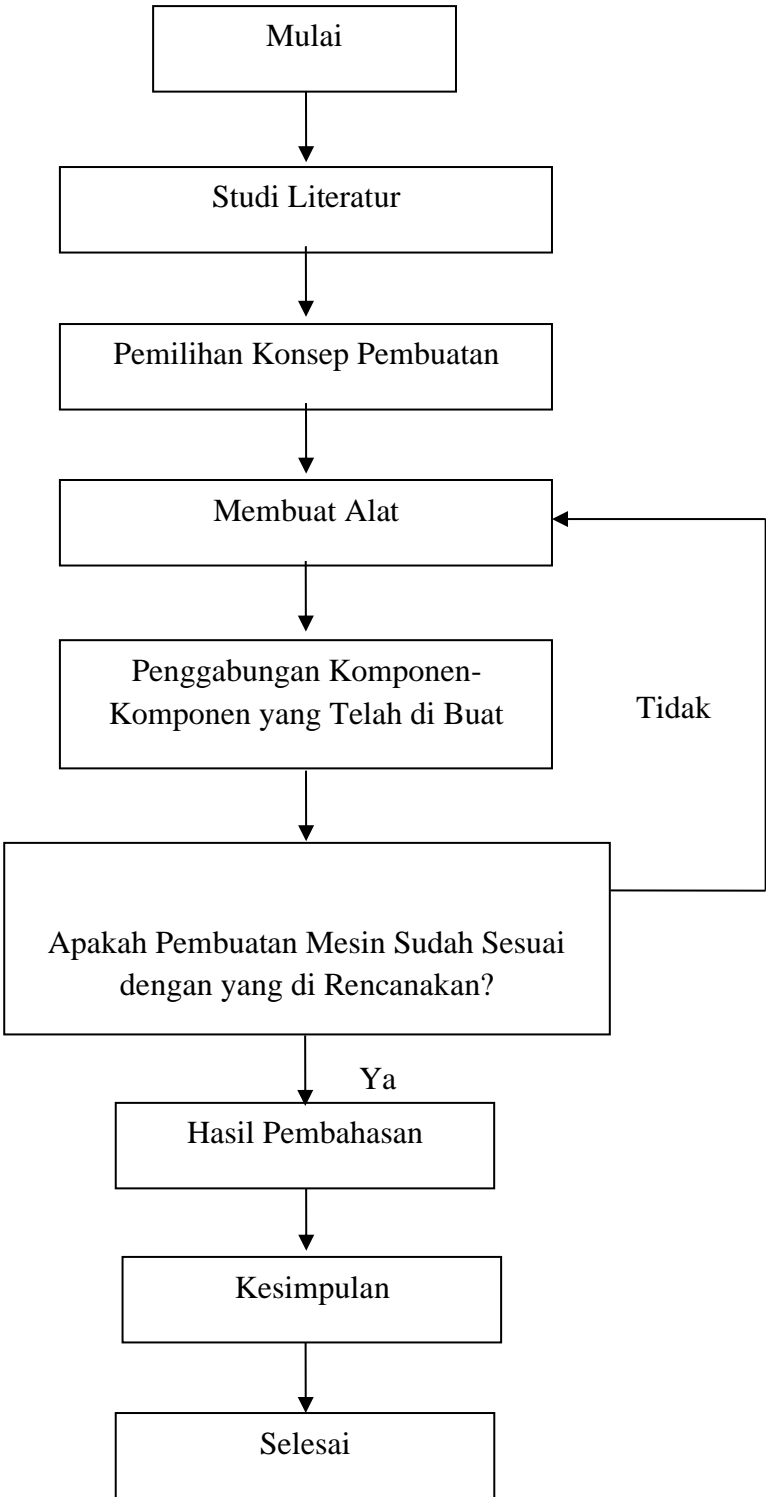 Mulai
Studi Literatur
Pemilihan Konsep Pembuatan
Membuat Alat
Penggabungan Komponen-
Komponen yang Telah di Buat
Tidak
Apakah Pembuatan Mesin Sudah Sesuai
dengan yang di Rencanakan?
Ya
Hasil Pembahasan
Kesimpulan
Selesai